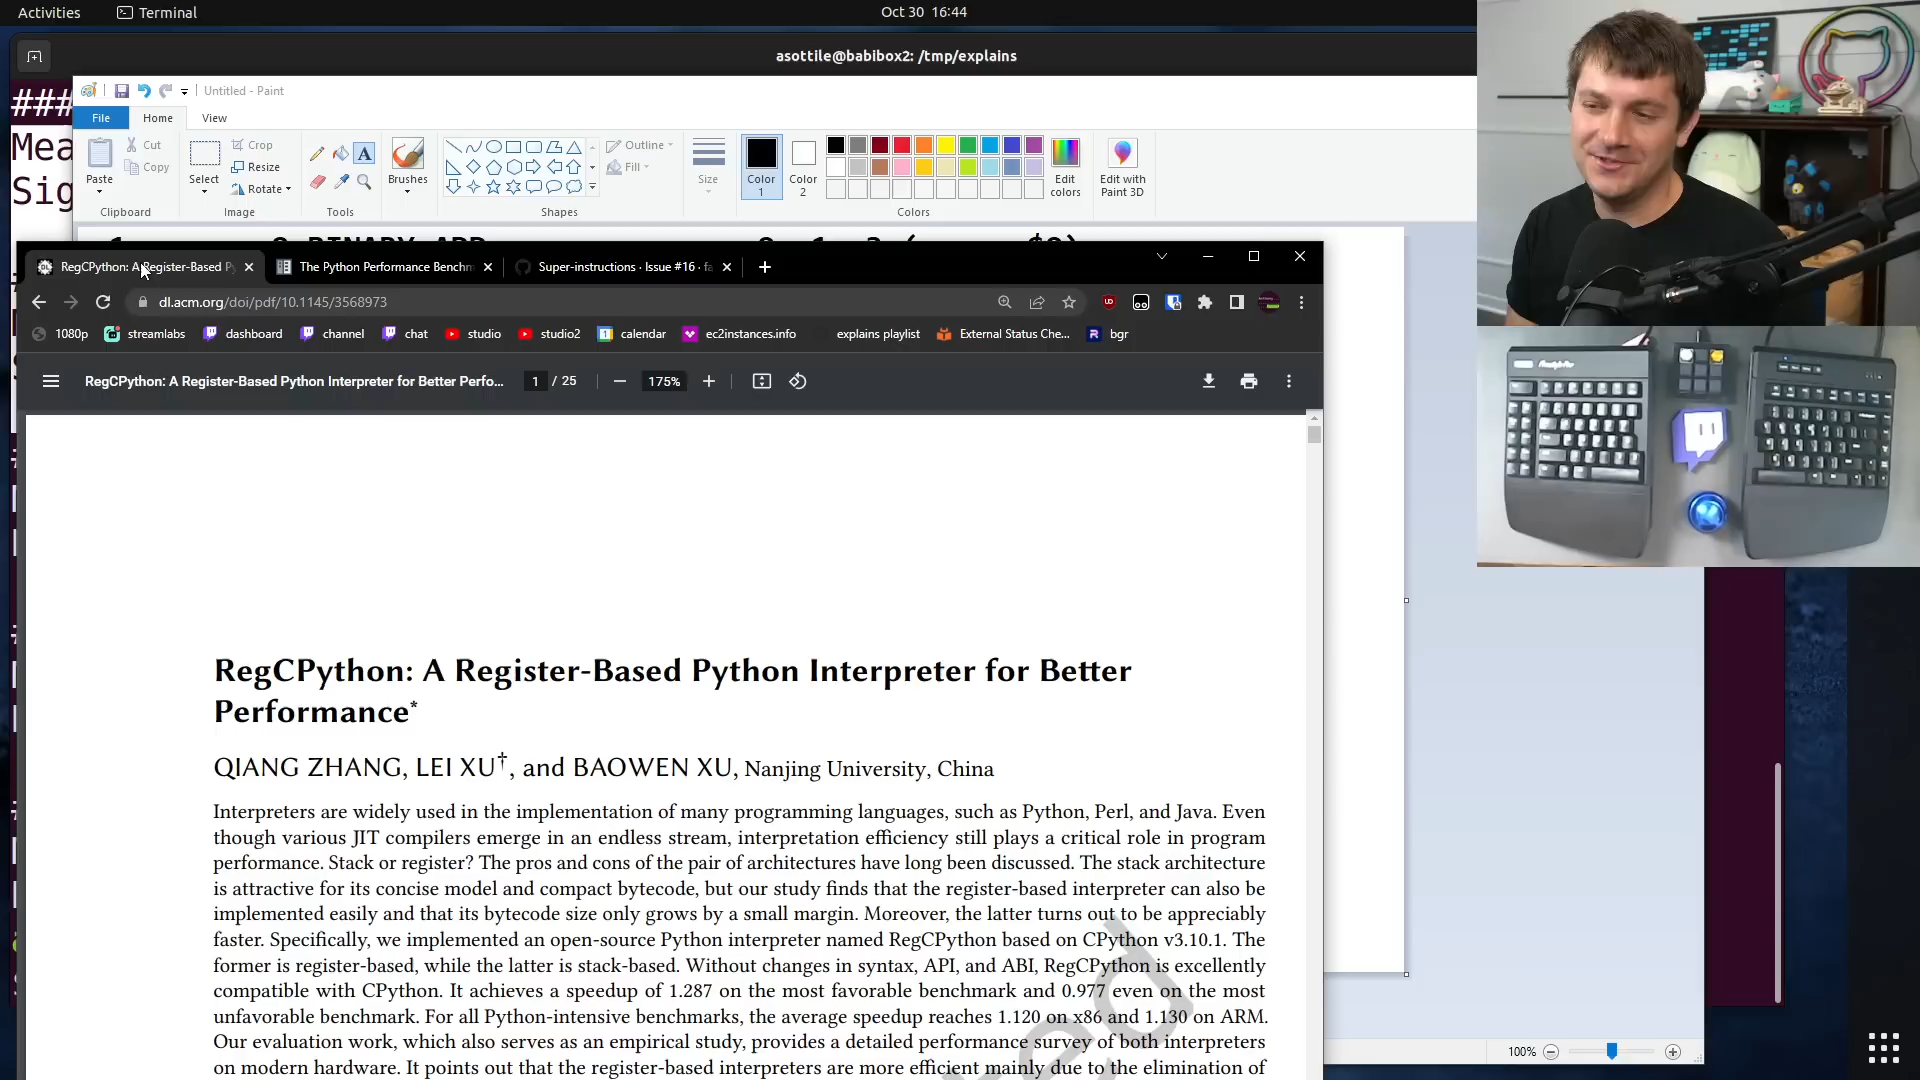 Activities
Terminal
Oct 30 16:44
asottile@babibox2: /tmp/explains
###
Mea
Sig
Untitled - Paint
File
Home
View
Paste
Cut
Copy
Clipboard
Select
Crop
Resize
Rotate
Image
A
Tools
Brushes
Shapes
Outline
Fill
Size
Color 1
Color 2
Edit colors
Colors
Edit with Paint 3D
RegCPython: A Register-Based P
The Python Performance Benchm
Super-instructions · Issue #16 · fa
dl.acm.org/doi/pdf/10.1145/3568973
1080p
streamlabs
dashboard
channel
chat
studio
studio2
calendar
ec2instances.info
explains playlist
External Status Che...
bgr
RegCPython: A Register-Based Python Interpreter for Better Perfo...
1 / 25
175%
RegCPython: A Register-Based Python Interpreter for Better
Performance*
QIANG ZHANG, LEI XU†, and BAOWEN XU, Nanjing University, China
Interpreters are widely used in the implementation of many programming languages, such as Python, Perl, and Java. Even
though various JIT compilers emerge in an endless stream, interpretation efficiency still plays a critical role in program
performance. Stack or register? The pros and cons of the pair of architectures have long been discussed. The stack architecture
is attractive for its concise model and compact bytecode, but our study finds that the register-based interpreter can also be
implemented easily and that its bytecode size only grows by a small margin. Moreover, the latter turns out to be appreciably
faster. Specifically, we implemented an open-source Python interpreter named RegCPython based on CPython v3.10.1. The
former is register-based, while the latter is stack-based. Without changes in syntax, API, and ABI, RegCPython is excellently
compatible with CPython. It achieves a speedup of 1.287 on the most favorable benchmark and 0.977 even on the most
unfavorable benchmark. For all Python-intensive benchmarks, the average speedup reaches 1.120 on x86 and 1.130 on ARM.
Our evaluation work, which also serves as an empirical study, provides a detailed performance survey of both interpreters
on modern hardware. It points out that the register-based interpreters are more efficient mainly due to the elimination of
100%